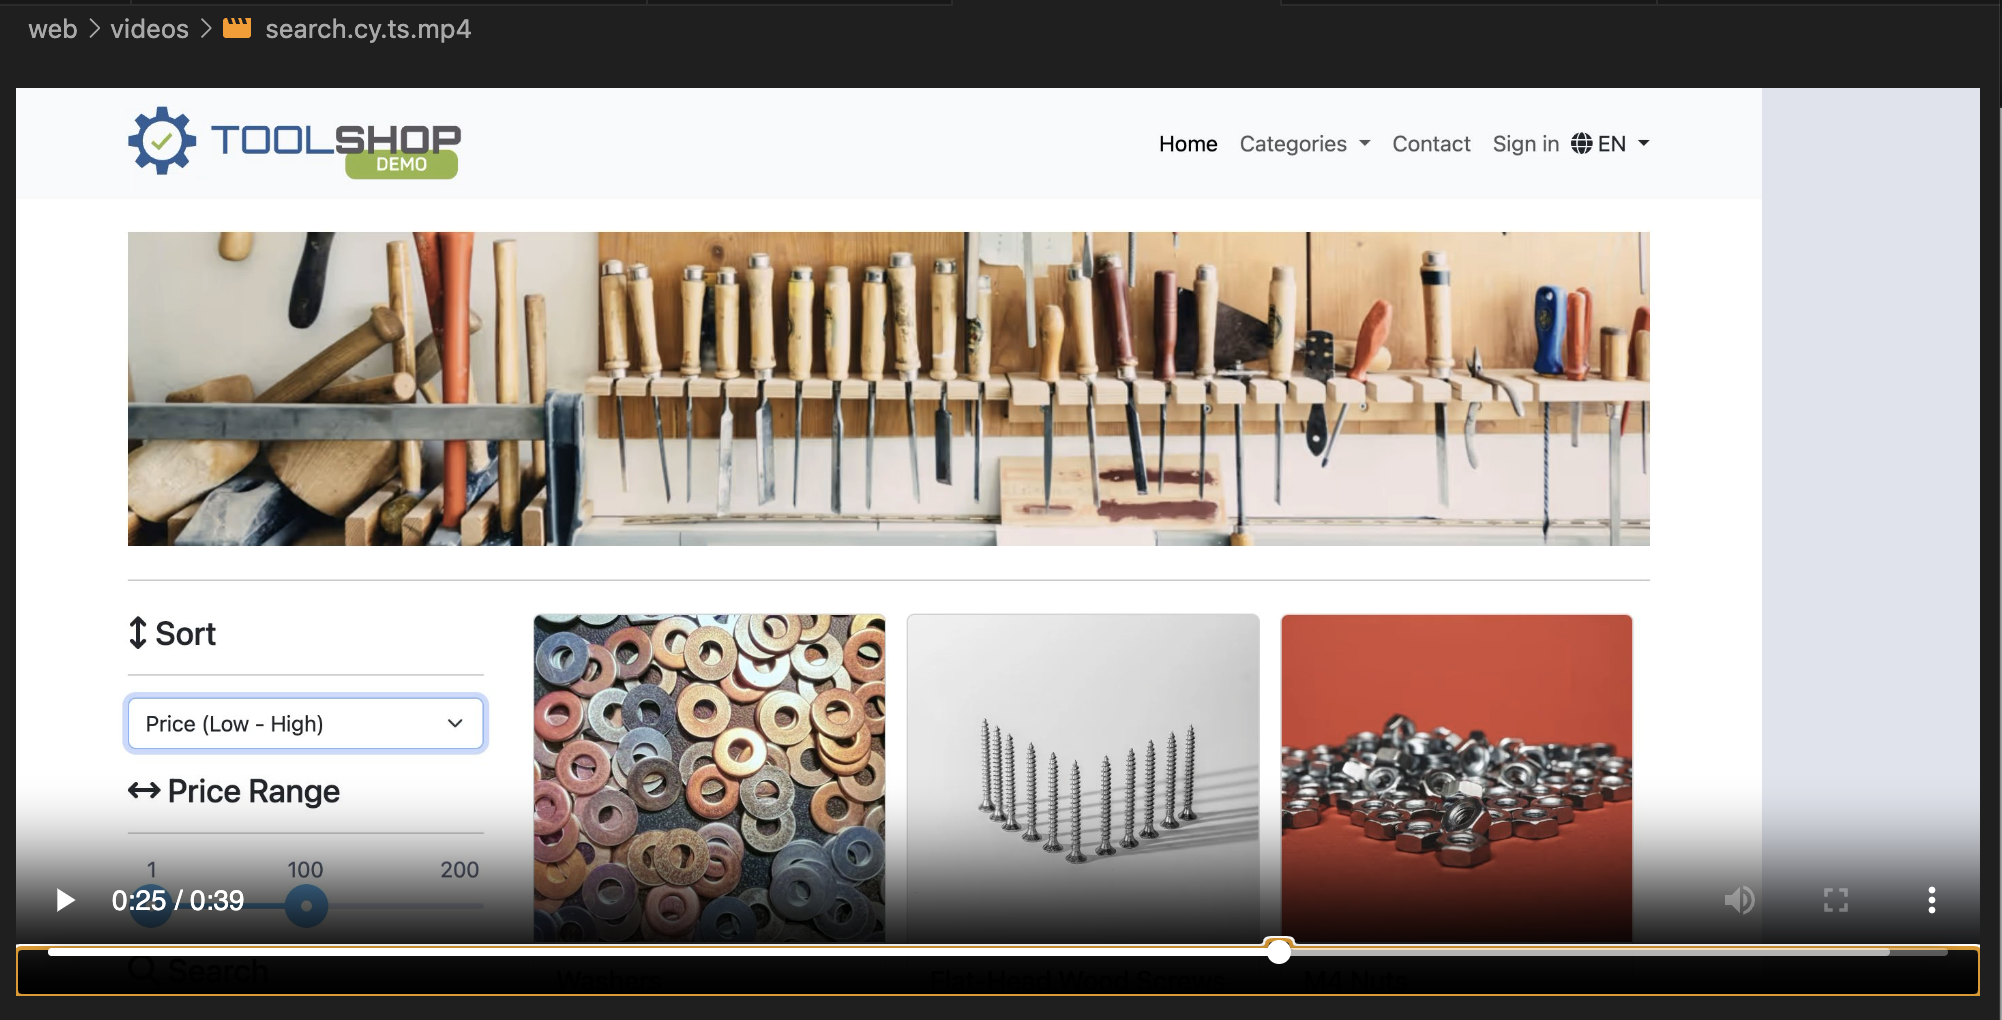 web > videos > search.cy.ts.mp4
TOOLSHOP
DEMO
Home Categories Contact Sign in EN
Sort
Price (Low - High)
Price Range
1 100 200
0:25 / 0:39
Search
Washers Flat-Head Wood Screws M4 Nuts